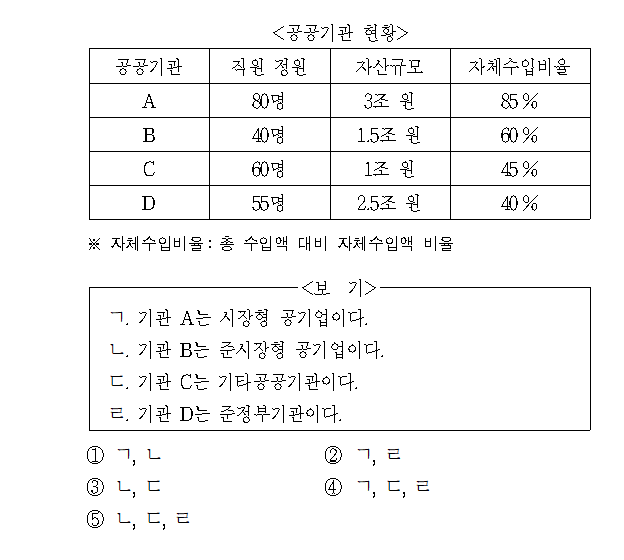 <공공기관 현황>
공공기관 직원 정원 자산규모 자체수입비율
A 80명 3조 원 85%
B 40명 1.5조 원 60%
C 60명 1조 원 45%
D 55명 2.5조 원 40%
※ 자체수입비율: 총 수입액 대비 자체수입액 비율
<보 기>
ㄱ. 기관 A는 시장형 공기업이다.
ㄴ. 기관 B는 준시장형 공기업이다.
ㄷ. 기관 C는 기타공공기관이다.
ㄹ. 기관 D는 준정부기관이다.
① ㄱ, ㄴ ② ㄱ, ㄹ
③ ㄴ, ㄷ ④ ㄱ, ㄷ, ㄹ
⑤ ㄴ, ㄷ, ㄹ